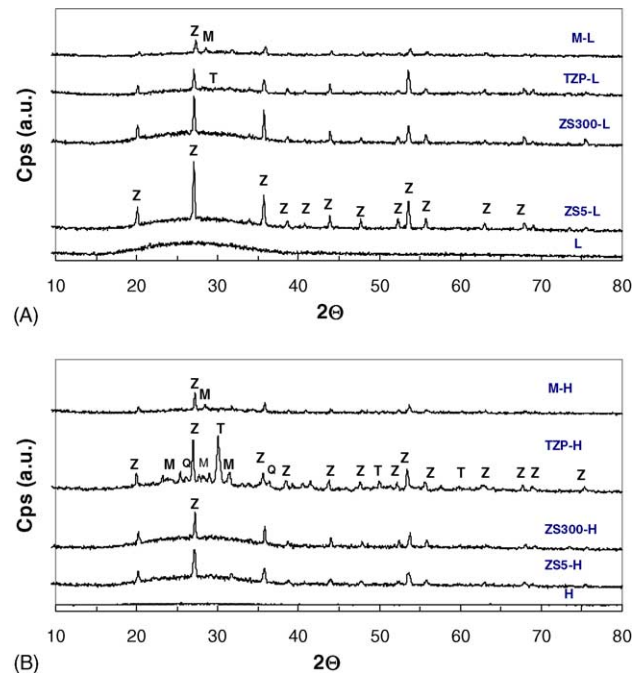 Z
M
M-L
T
TZP-L
ZS300-L
Z
Z Z Z Z Z Z Z Z Z Z
ZS5-L
L
Cps (a.u.)
10 20 30 40 50 60 70 80
(A)
2Θ
Z
M
M-H
Z T
TZP-H
Z M Q M M Z Q Z Z Z T Z Z Z T Z Z Z
ZS300-H
Z
ZS5-H
H
Cps (a.u.)
10 20 30 40 50 60 70 80
(B)
2Θ